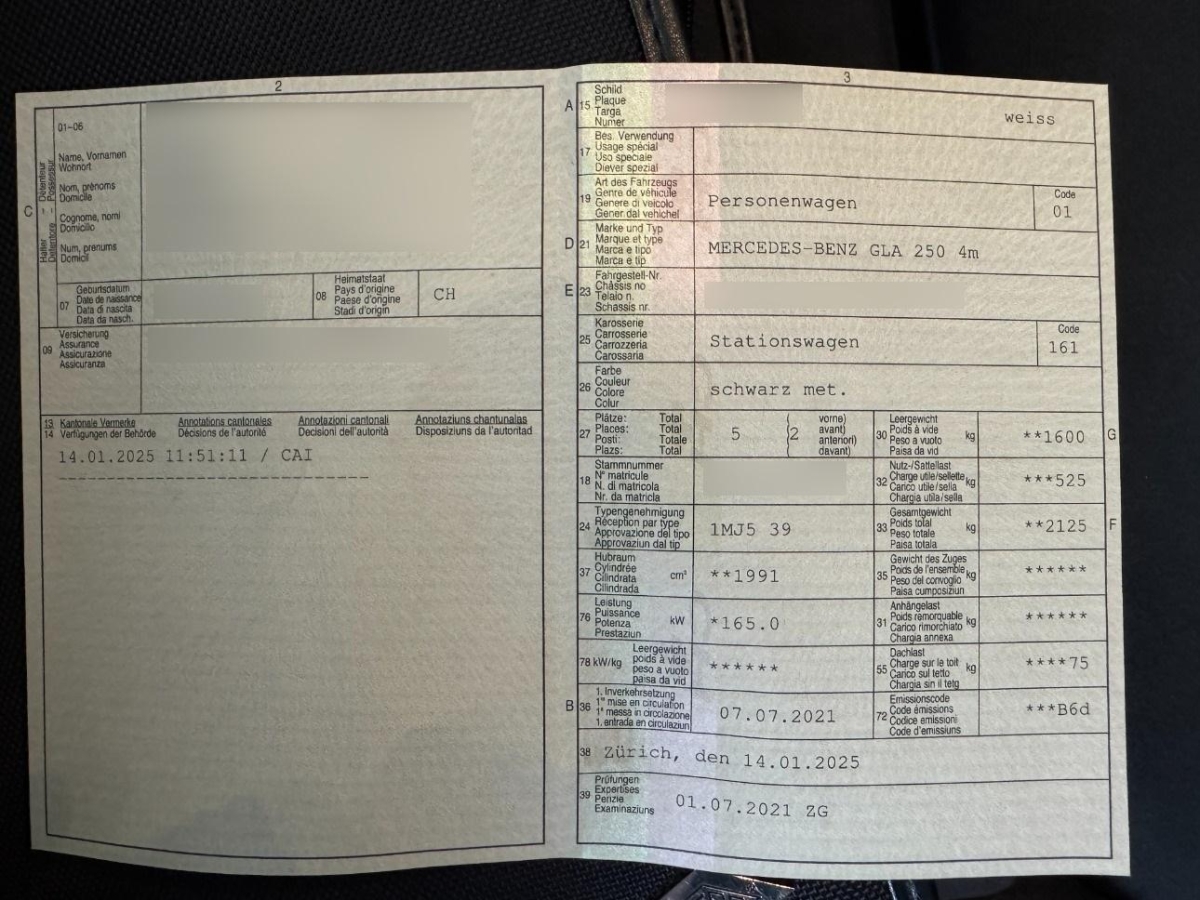 2
C
Halter - Détenteur
Detentore - Possessur
01-06
Name, Vornamen
Wohnort
Nom, prénoms
Domicile
Cognome, nomi
Domicilio
Num, prenums
Domicil
07
Geburtsdatum
Date de naissance
Data di nascita
Data da nasch.
08
Heimatstaat
Pays d'origine
Paese d'origine
Stadi d'origin
CH
09
Versicherung
Assurance
Assicurazione
Assicuranza
13 Kantonale Vermerke Annotations cantonales Annotazioni cantonali Annotaziuns chantunalas
14 Verfügungen der Behörde Décisions de l'autorité Decisioni dell'autorità Disposiziuns da l'autoritad
14.01.2025 11:51:11 / CAI
3
A 15
Schild
Plaque
Targa
Numer
weiss
17
Bes. Verwendung
Usage spécial
Uso speciale
Diever spezial
19
Art des Fahrzeugs
Genre de véhicule
Genere di veicolo
Gener dal vehichel
Personenwagen
Code
01
D 21
Marke und Typ
Marque et type
Marca e tipo
Marca e tip
MERCEDES-BENZ GLA 250 4m
E 23
Fahrgestell-Nr.
Châssis no
Telaio n.
Schassis nr.
25
Karosserie
Carrosserie
Carrozzeria
Carossaria
Stationswagen
Code
161
26
Farbe
Couleur
Colore
Colur
schwarz met.
27
Plätze: Total
Places: Total
Posti: Totale
Plazs: Total
5 (2
vorne)
avant)
anteriori)
davant)
30
Leergewicht
Poids à vide
Peso a vuoto
Paisa da vid
kg
**1600
G
18
Stammnummer
N° matricule
N. di matricola
Nr. da matricla
32
Nutz-/Sattellast
Charge utile/sellette
Carico utile/sella
Chargia utila/sella
kg
***525
24
Typengenehmigung
Réception par type
Approvazione del tipo
Approvaziun dal tip
1MJ5 39
33
Gesamtgewicht
Poids total
Peso totale
Paisa totala
kg
**2125
F
37
Hubraum
Cylindrée
Cilindrata
Cilindrada
cm³
**1991
35
Gewicht des Zuges
Poids de l'ensemble
Peso del convoglio
Paisa cumposiziun
kg
******
76
Leistung
Puissance
Potenza
Prestaziun
kW
*165.0
31
Anhängelast
Poids remorquable
Carico rimorchiato
Chargia annexa
kg
******
78 kW/kg
Leergewicht
poids à vide
peso a vuoto
paisa da vid
******
55
Dachlast
Charge sur le toit
Carico sul tetto
Chargia sin il tetg
kg
****75
B 36
1. Inverkehrsetzung
1re mise en circulation
1a messa in circolazione
1. entrada en circulaziun
07.07.2021
72
Emissionscode
Code émissions
Codice emissioni
Code d'emissiuns
***B6d
38
Zürich, den 14.01.2025
39
Prüfungen
Expertises
Perizie
Examinaziuns
01.07.2021 ZG